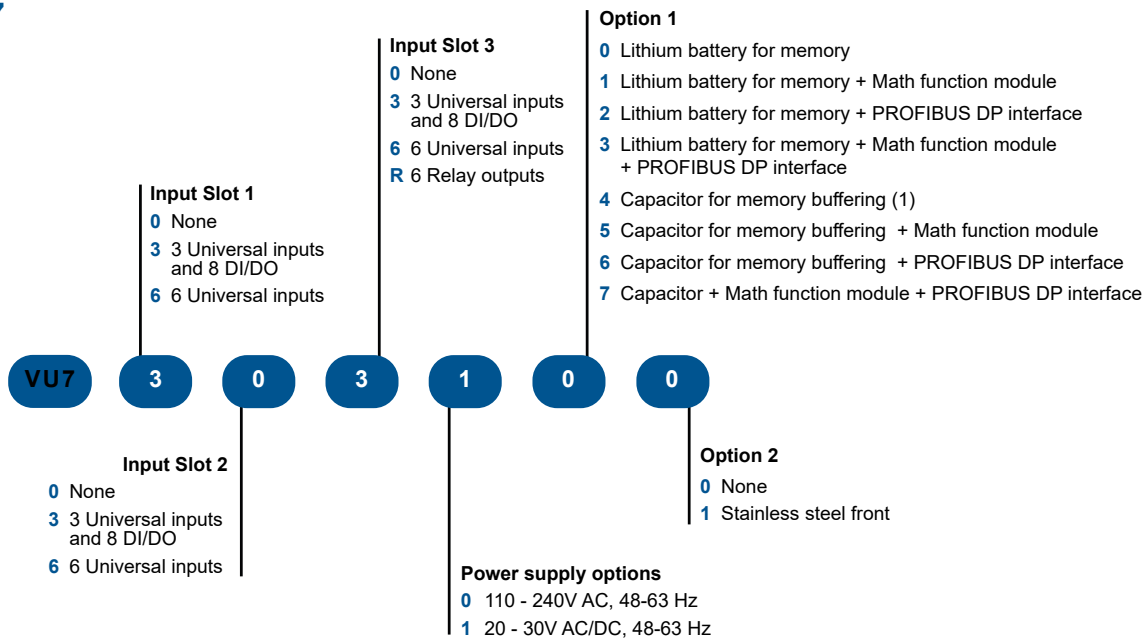 Option 1
0 Lithium battery for memory
1 Lithium battery for memory + Math function module
2 Lithium battery for memory + PROFIBUS DP interface
3 Lithium battery for memory + Math function module
+ PROFIBUS DP interface
4 Capacitor for memory buffering (1)
5 Capacitor for memory buffering + Math function module
6 Capacitor for memory buffering + PROFIBUS DP interface
7 Capacitor + Math function module + PROFIBUS DP interface
Input Slot 3
0 None
3 3 Universal inputs
and 8 DI/DO
6 6 Universal inputs
R 6 Relay outputs
Input Slot 1
0 None
3 3 Universal inputs
and 8 DI/DO
6 6 Universal inputs
VU7 3 0 3 1 0 0
Input Slot 2
0 None
3 3 Universal inputs
and 8 DI/DO
6 6 Universal inputs
Power supply options
0 110 - 240V AC, 48-63 Hz
1 20 - 30V AC/DC, 48-63 Hz
Option 2
0 None
1 Stainless steel front